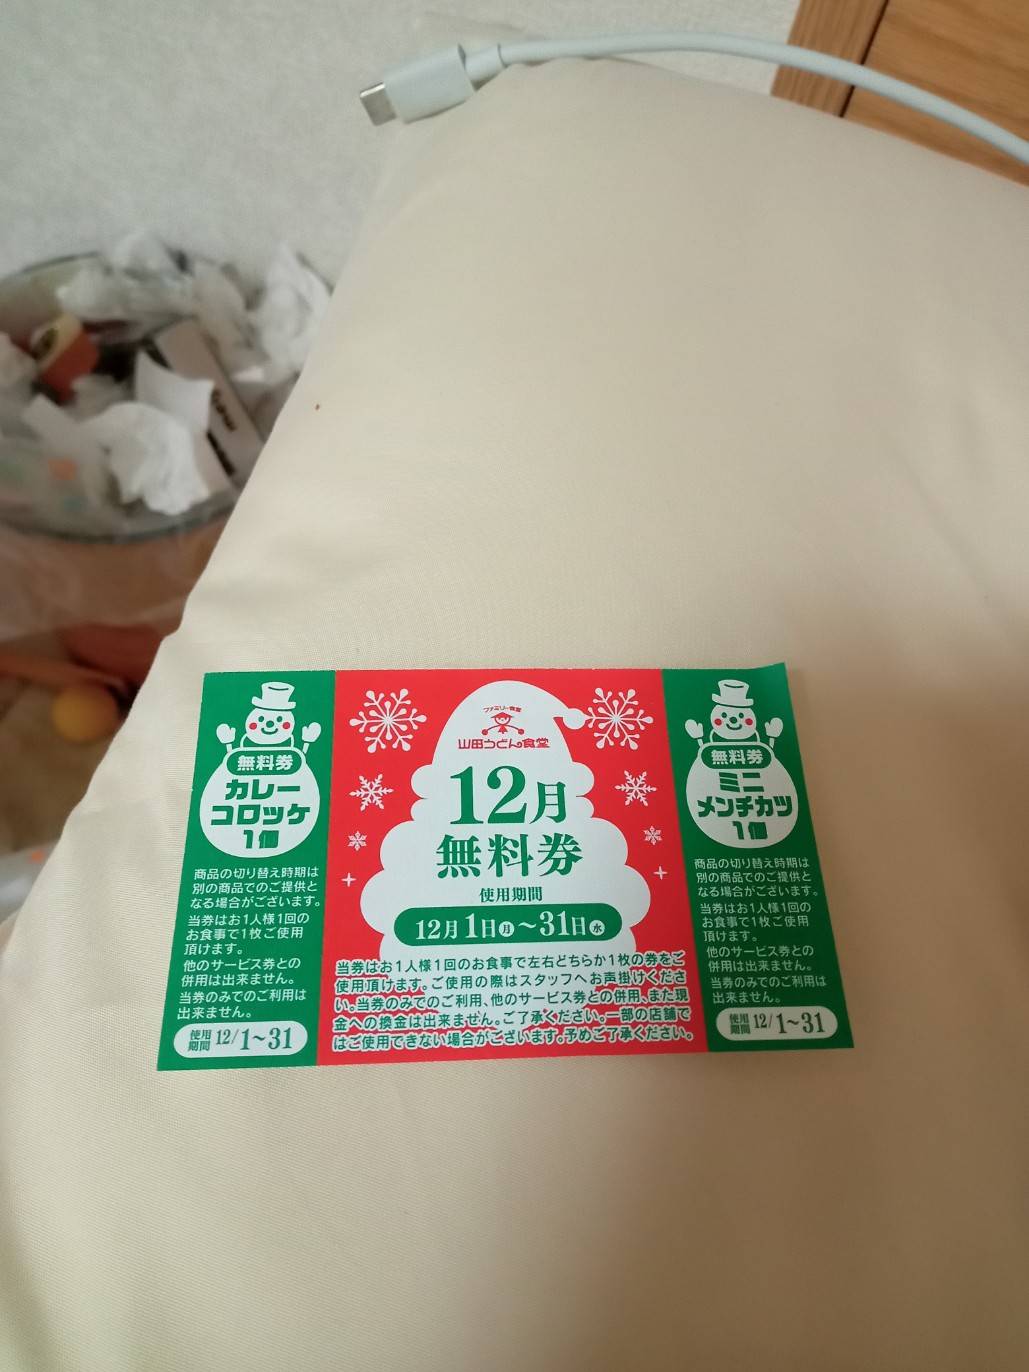 無料券
カレー
コロッケ
1個
商品の切り替え時期は
別の商品でのご提供と
なる場合がございます。
当券はお1人様1回の
お食事で1枚ご使用
頂けます。
他のサービス券との
併用は出来ません。
当券のみでのご利用は
出来ません。
使用
期間 12/1~31
ファミリー食堂
山田うどん食堂
12月
無料券
使用期間
12月1日月~31日水
当券はお1人様1回のお食事で左右どちらか1枚の券をご
使用頂けます。ご使用の際はスタッフへお声掛けくださ
い。当券のみでのご利用、他のサービス券との併用、また現
金への換金は出来ません。ご了承ください。一部の店舗で
はご使用できない場合がございます。予めご了承ください。
無料券
ミニ
メンチカツ
1個
商品の切り替え時期は
別の商品でのご提供と
なる場合がございます。
当券はお1人様1回の
お食事で1枚ご使用
頂けます。
他のサービス券との
併用は出来ません。
当券のみでのご利用は
出来ません。
使用
期間 12/1~31